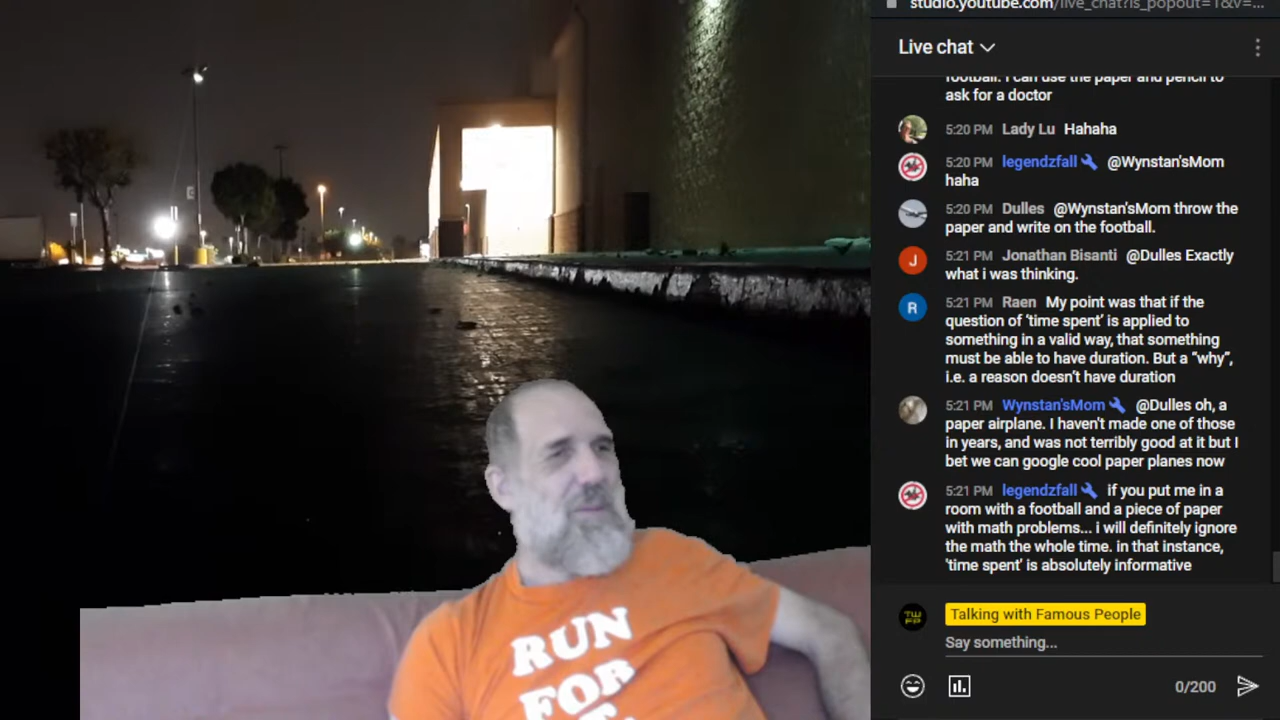 studio.youtube.com/live_chat?is_popout=1&v=...
Live chat
football. I can use the paper and pencil to
ask for a doctor
5:20 PM Lady Lu Hahaha
5:20 PM legendzfall @Wynstan'sMom
haha
5:20 PM Dulles @Wynstan'sMom throw the
paper and write on the football.
J
5:21 PM Jonathan Bisanti @Dulles Exactly
what i was thinking.
R
5:21 PM Raen My point was that if the
question of 'time spent' is applied to
something in a valid way, that something
must be able to have duration. But a “why”,
i.e. a reason doesn't have duration
5:21 PM Wynstan'sMom @Dulles oh, a
paper airplane. I haven't made one of those
in years, and was not terribly good at it but I
bet we can google cool paper planes now
5:21 PM legendzfall if you put me in a
room with a football and a piece of paper
with math problems... i will definitely ignore
the math the whole time. in that instance,
'time spent' is absolutely informative
TW
FP
Talking with Famous People
Say something...
0/200
RUN
FOR